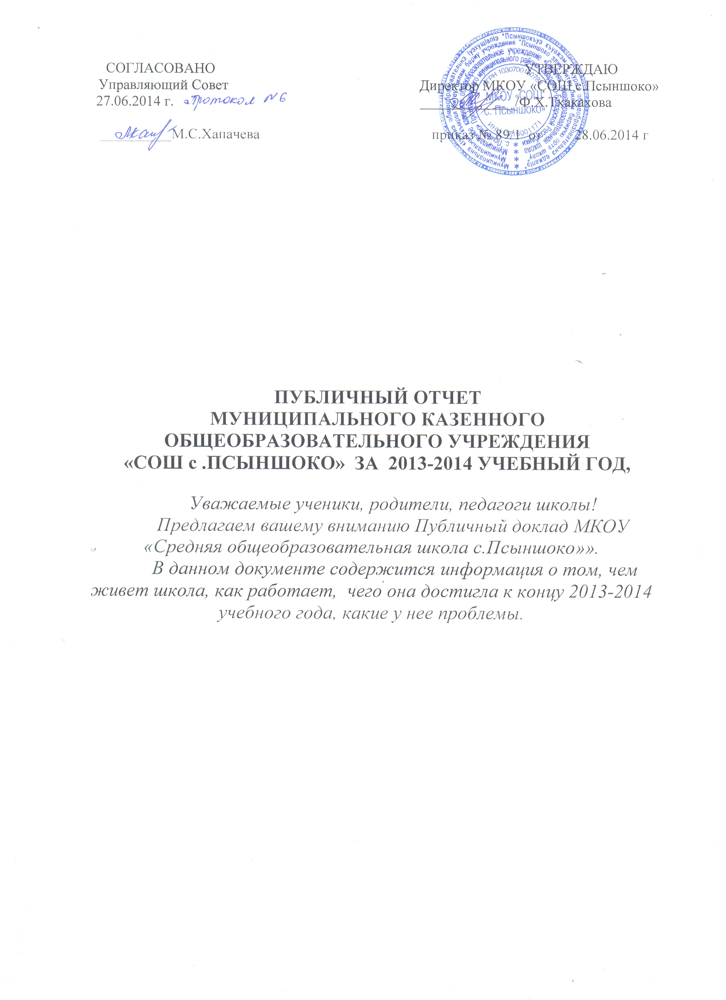 СОГЛАСОВАНО
Управляющий Совет
27.06.2014 г. Протокол №6
М.С.Хапачева
УТВЕРЖДАЮ
Директор МКОУ «СОШ с.Псыншоко»
/Ф.Х.Тхакахова
приказ № 89/1 от 28.06.2014 г
МКОУ «СОШ
с. Псыншоко»
ПУБЛИЧНЫЙ ОТЧЕТ
МУНИЦИПАЛЬНОГО КАЗЕННОГО
ОБЩЕОБРАЗОВАТЕЛЬНОГО УЧРЕЖДЕНИЯ
«СОШ с .ПСЫНШОКО» ЗА 2013-2014 УЧЕБНЫЙ ГОД,
Уважаемые ученики, родители, педагоги школы!
Предлагаем вашему вниманию Публичный доклад МКОУ
«Средняя общеобразовательная школа с.Псыншоко»».
В данном документе содержится информация о том, чем
живет школа, как работает, чего она достигла к концу 2013-2014
учебного года, какие у нее проблемы.